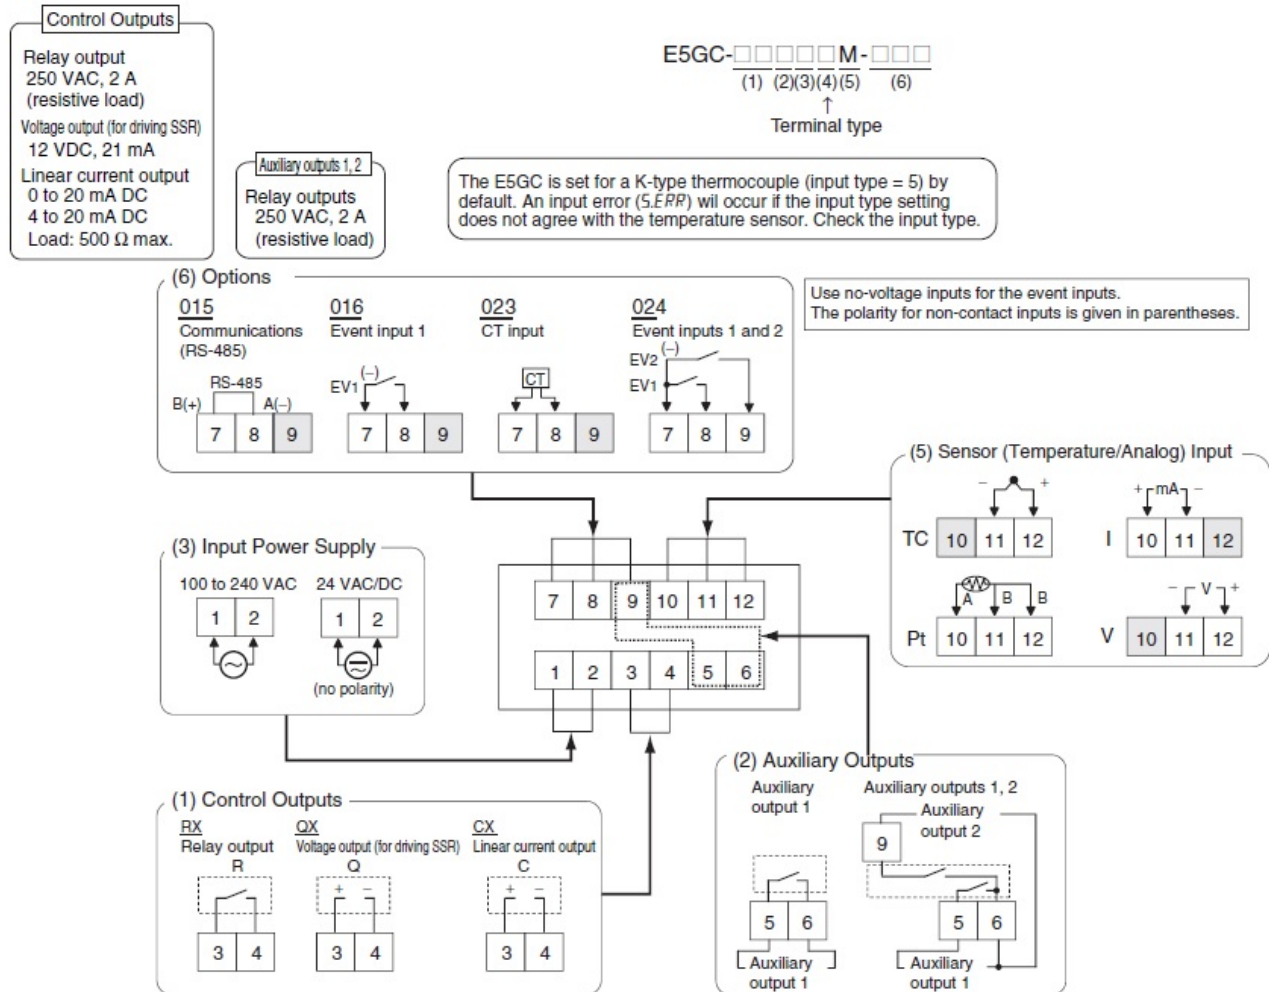 Control Outputs
Relay output
250 VAC, 2 A
(resistive load)
Voltage output (for driving SSR)
12 VDC, 21 mA
Linear current output
0 to 20 mA DC
4 to 20 mA DC
Load: 500 Ω max.
Auxiliary outputs 1, 2
Relay outputs
250 VAC, 2 A
(resistive load)
E5GC-□□□□□M-□□□
(1) (2)(3)(4)(5) (6)
↑
Terminal type
The E5GC is set for a K-type thermocouple (input type = 5) by
default. An input error (S.ERR) will occur if the input type setting
does not agree with the temperature sensor. Check the input type.
(6) Options
015
Communications
(RS-485)
RS-485
B(+) A(−)
7 8 9
016
Event input 1
(−)
EV1
7 8 9
023
CT input
CT
7 8 9
024
Event inputs 1 and 2
(−)
EV2
EV1
7 8 9
Use no-voltage inputs for the event inputs.
The polarity for non-contact inputs is given in parentheses.
(5) Sensor (Temperature/Analog) Input
− +
TC 10 11 12
+ mA −
I 10 11 12
A B B
Pt 10 11 12
− V +
V 10 11 12
(3) Input Power Supply
100 to 240 VAC
1 2
24 VAC/DC
1 2
(no polarity)
7 8 9 10 11 12
1 2 3 4 5 6
(1) Control Outputs
RX
Relay output
R
3 4
QX
Voltage output (for driving SSR)
Q
+ −
3 4
CX
Linear current output
C
+ −
3 4
(2) Auxiliary Outputs
Auxiliary
output 1
5 6
Auxiliary
output 1
Auxiliary outputs 1, 2
Auxiliary
output 2
9
5 6
Auxiliary
output 1